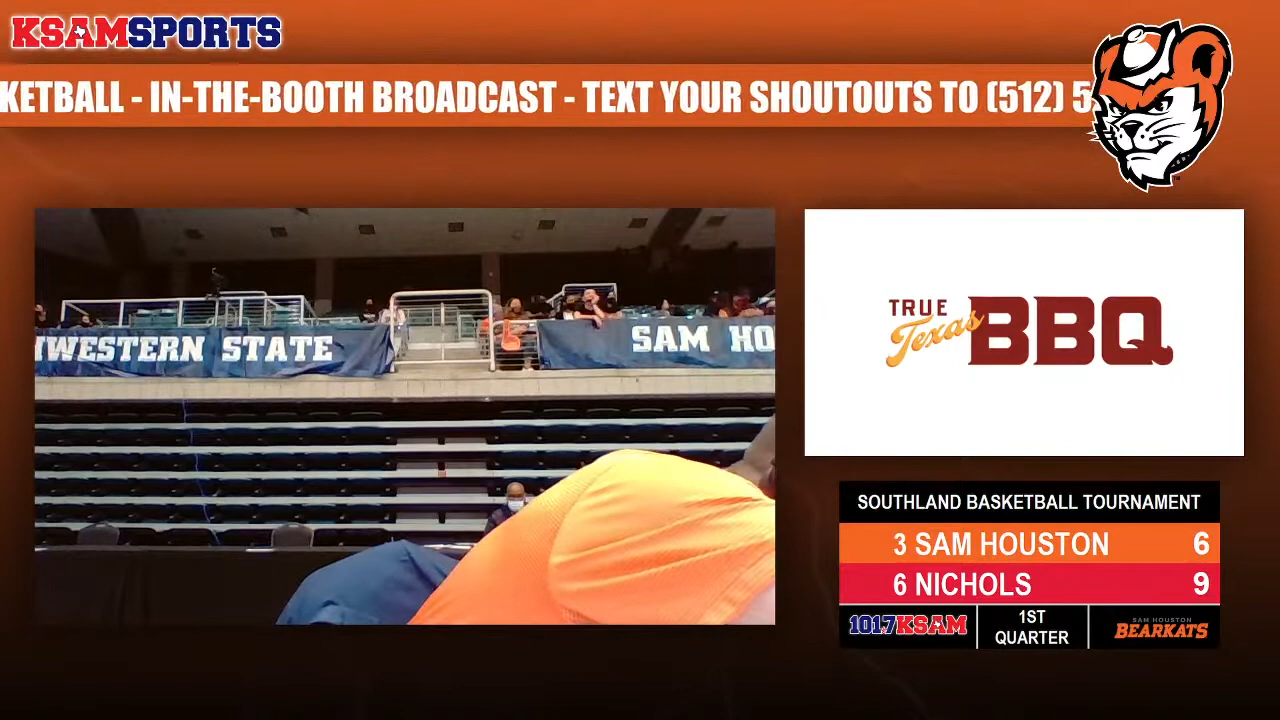 KSAMSPORTS
KETBALL - IN-THE-BOOTH BROADCAST - TEXT YOUR SHOUTOUTS TO (512) 5
HWESTERN STATE
SAM HO
TRUE
Texas
BBQ
SOUTHLAND BASKETBALL TOURNAMENT
3 SAM HOUSTON 6
6 NICHOLS 9
1017KSAM
1ST
QUARTER
SAM HOUSTON
BEARKATS